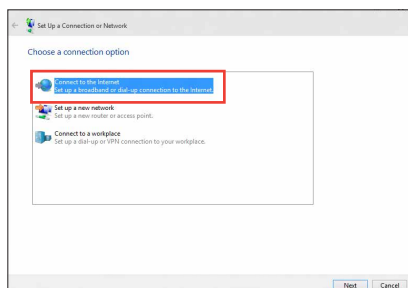 Set Up a Connection or Network
Choose a connection option
Connect to the Internet
Set up a broadband or dial-up connection to the Internet.
Set up a new network
Set up a new router or access point.
Connect to a workplace
Set up a dial-up or VPN connection to your workplace.
Next Cancel